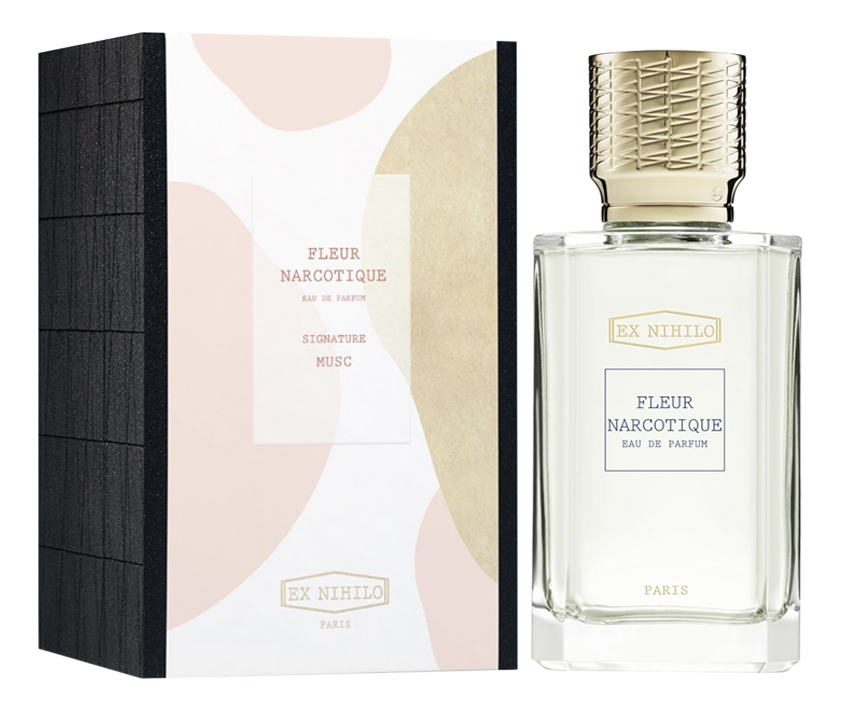 FLEUR
NARCOTIQUE
EAU DE PARFUM
SIGNATURE
MUSC
EX NIHILO
PARIS
EX NIHILO
FLEUR
NARCOTIQUE
EAU DE PARFUM
PARIS